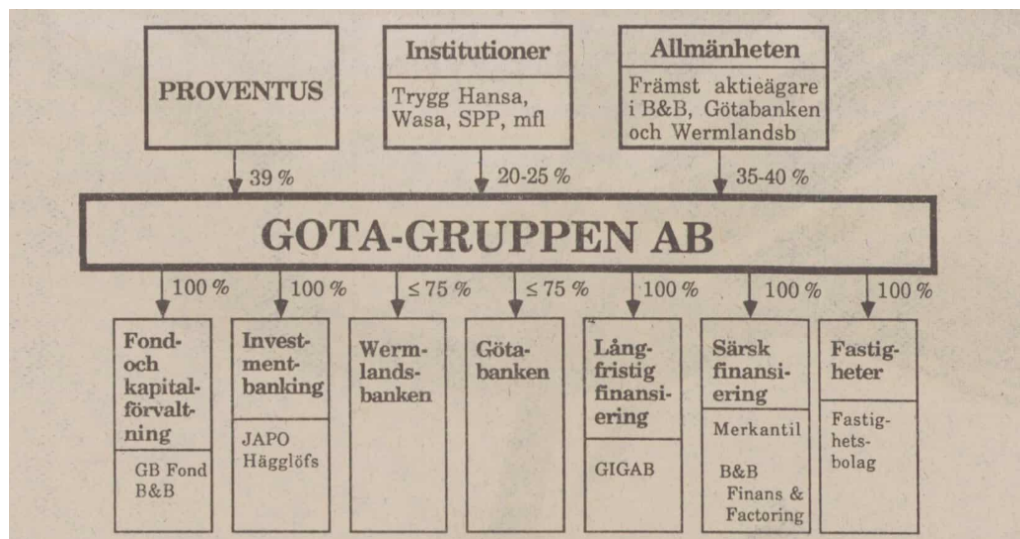 PROVENTUS
Institutioner
Trygg Hansa,
Wasa, SPP, mfl
Allmänheten
Främst aktieägare
i B&B, Götabanken
och Wermlandsb
39 %
20-25 %
35-40 %
GOTA-GRUPPEN AB
100 %
100 %
≤ 75 %
≤ 75 %
100 %
100 %
100 %
Fond-
och
kapital-
förvalt-
ning
GB Fond
B&B
Invest-
ment-
banking
JAPO
Hägglöfs
Werm-
lands-
banken
Göta-
banken
Lång-
fristig
finansi-
ering
GIGAB
Särsk
finansi-
ering
Merkantil
B&B
Finans &
Factoring
Fastig-
heter
Fastig-
hets-
bolag